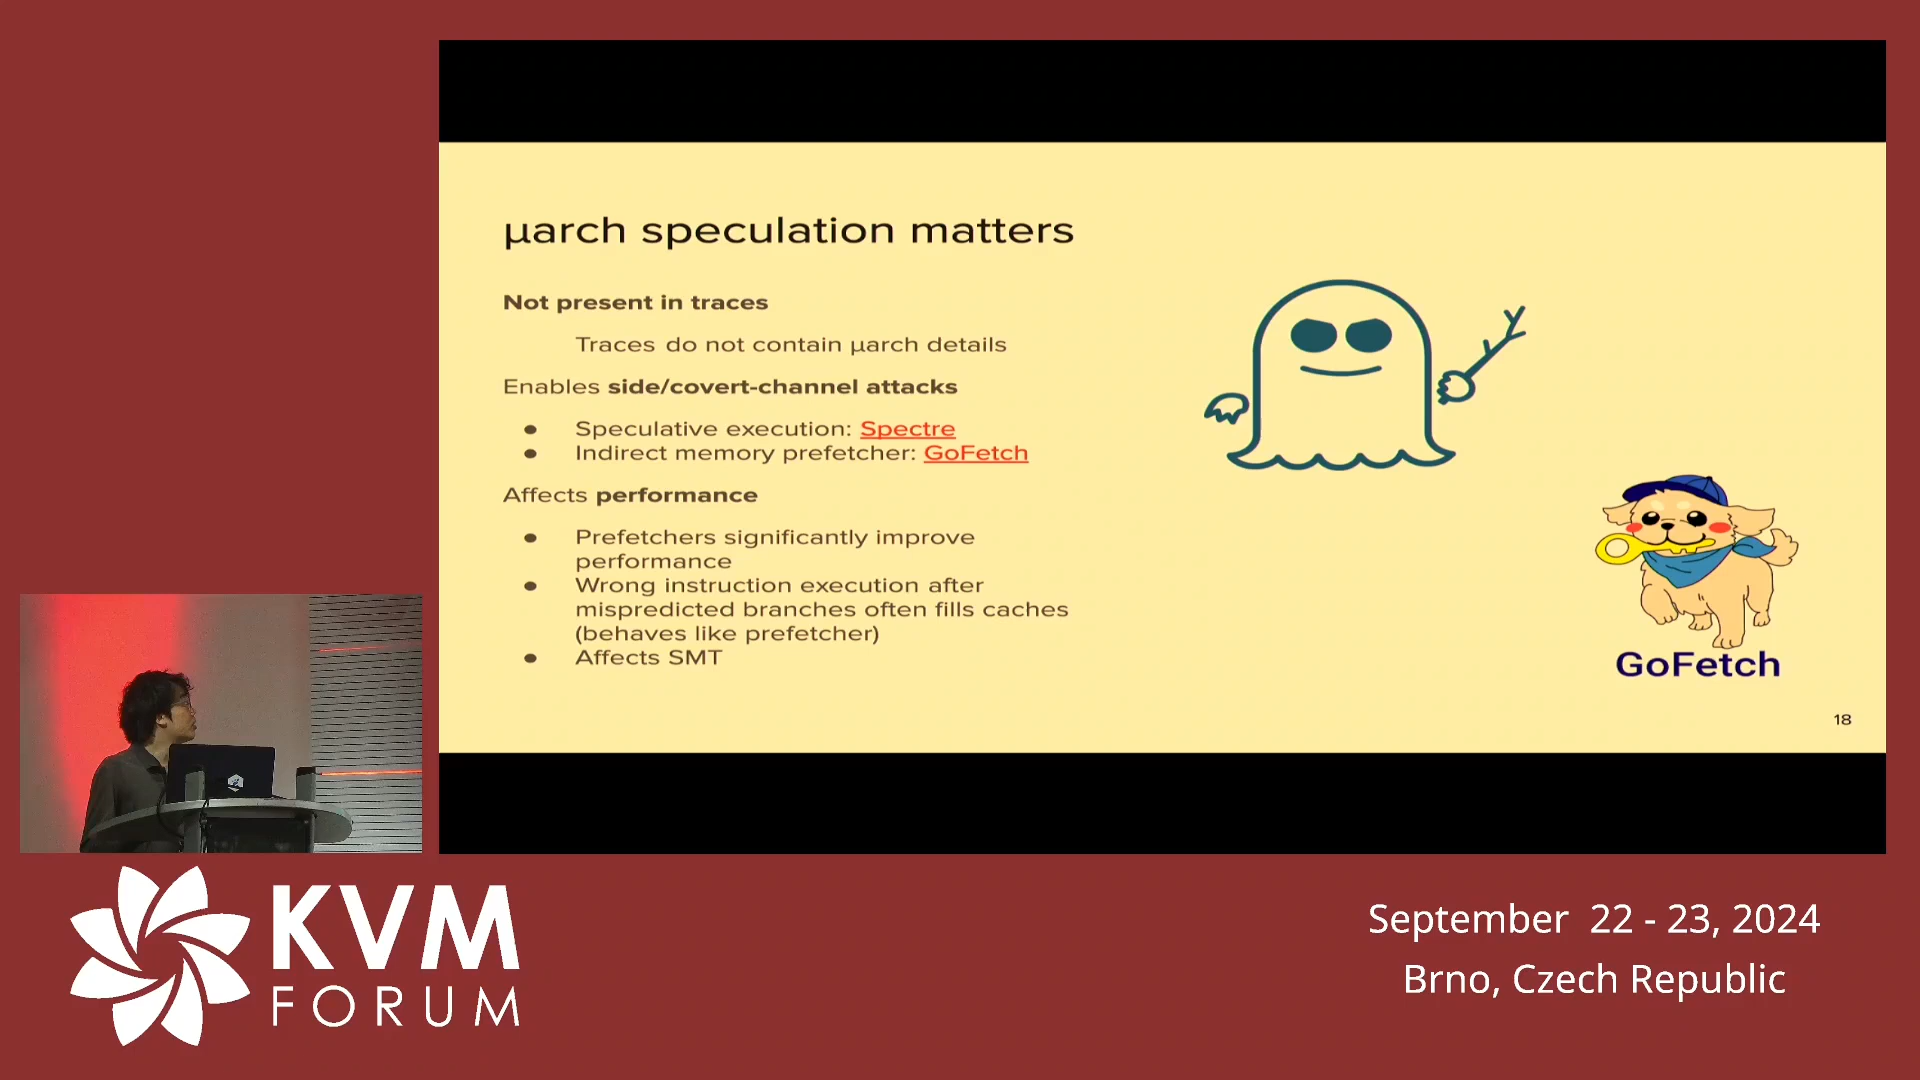 µarch speculation matters
Not present in traces
Traces do not contain µarch details
Enables side/covert-channel attacks
● Speculative execution: Spectre
● Indirect memory prefetcher: GoFetch
Affects performance
● Prefetchers significantly improve
performance
● Wrong instruction execution after
mispredicted branches often fills caches
(behaves like prefetcher)
● Affects SMT
GoFetch
18
KVM
FORUM
September 22 - 23, 2024
Brno, Czech Republic